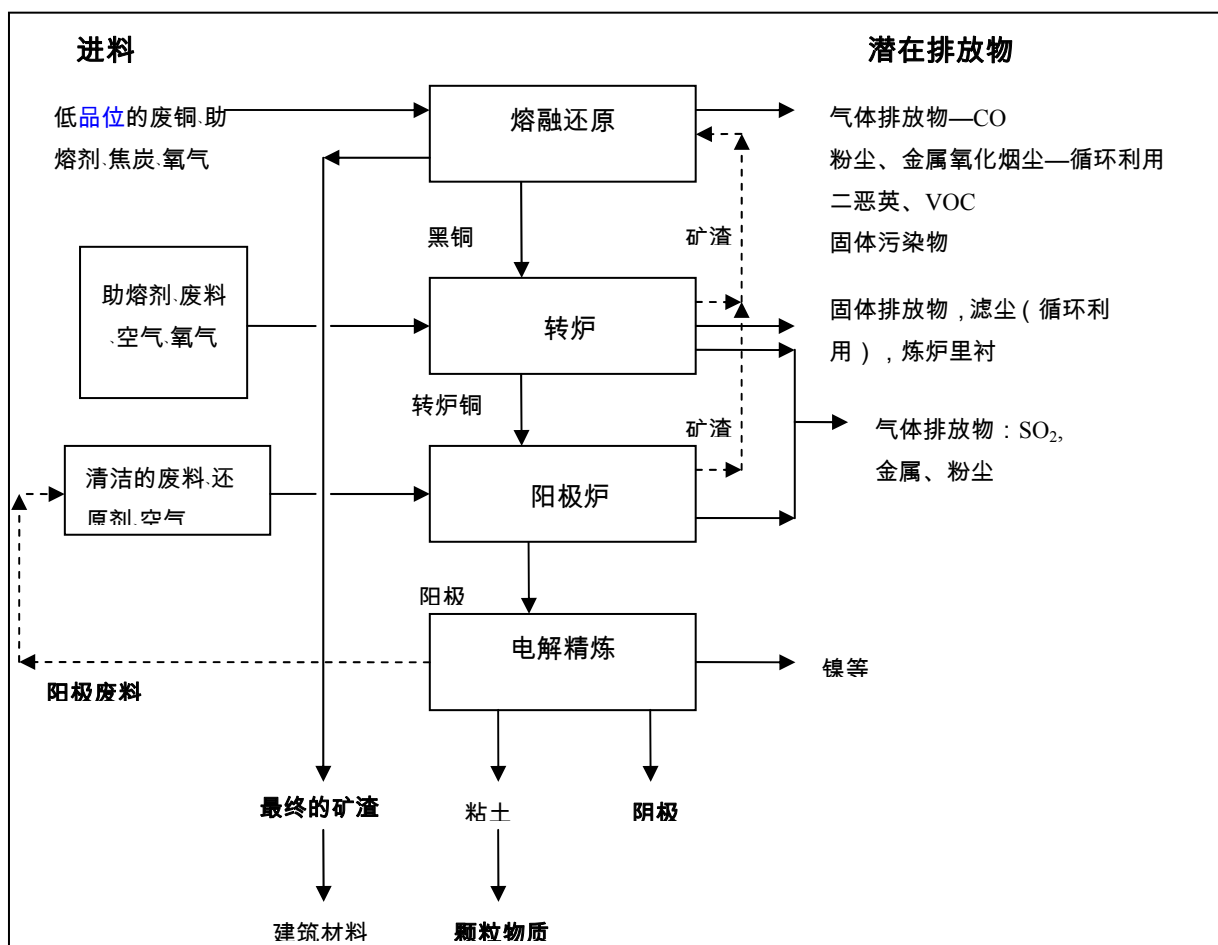 进料
潜在排放物
低品位的废铜、助
熔剂、焦炭、氧气
熔融还原
气体排放物—CO
粉尘、金属氧化烟尘—循环利用
二恶英、VOC
固体污染物
黑铜
矿渣
助熔剂、废料
、空气、氧气
转炉
固体排放物，滤尘（循环利
用），炼炉里衬
转炉铜
矿渣
气体排放物：SO2,
金属、粉尘
清洁的废料、还
原剂、空气
阳极炉
阳极
电解精炼
镍等
阳极废料
最终的矿渣
粘土
阴极
建筑材料
颗粒物质